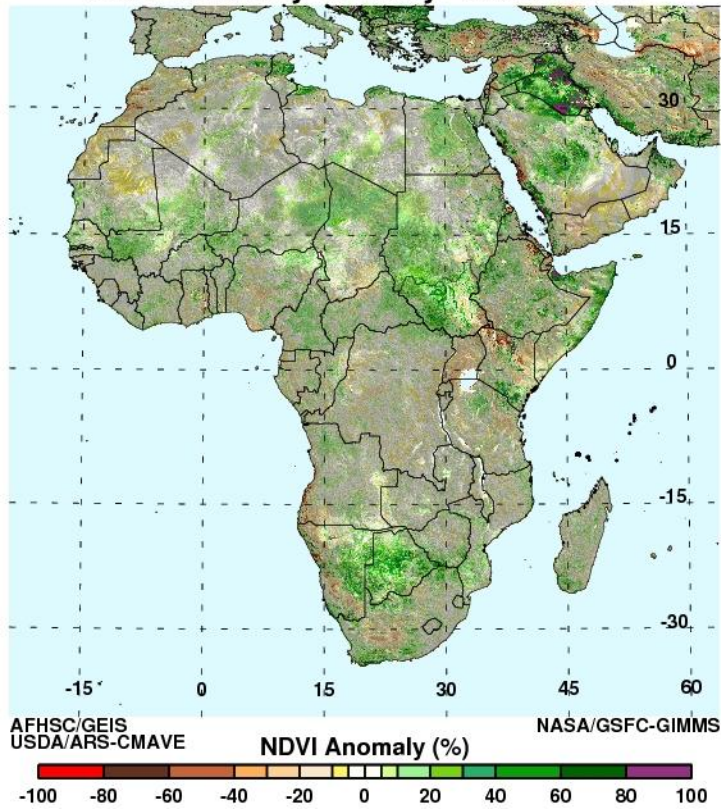 30
15
0
-15
-30
-15 0 15 30 45 60
AFHSC/GEIS NASA/GSFC-GIMMS
USDA/ARS-CMAVE
NDVI Anomaly (%)
-100 -80 -60 -40 -20 0 20 40 60 80 100